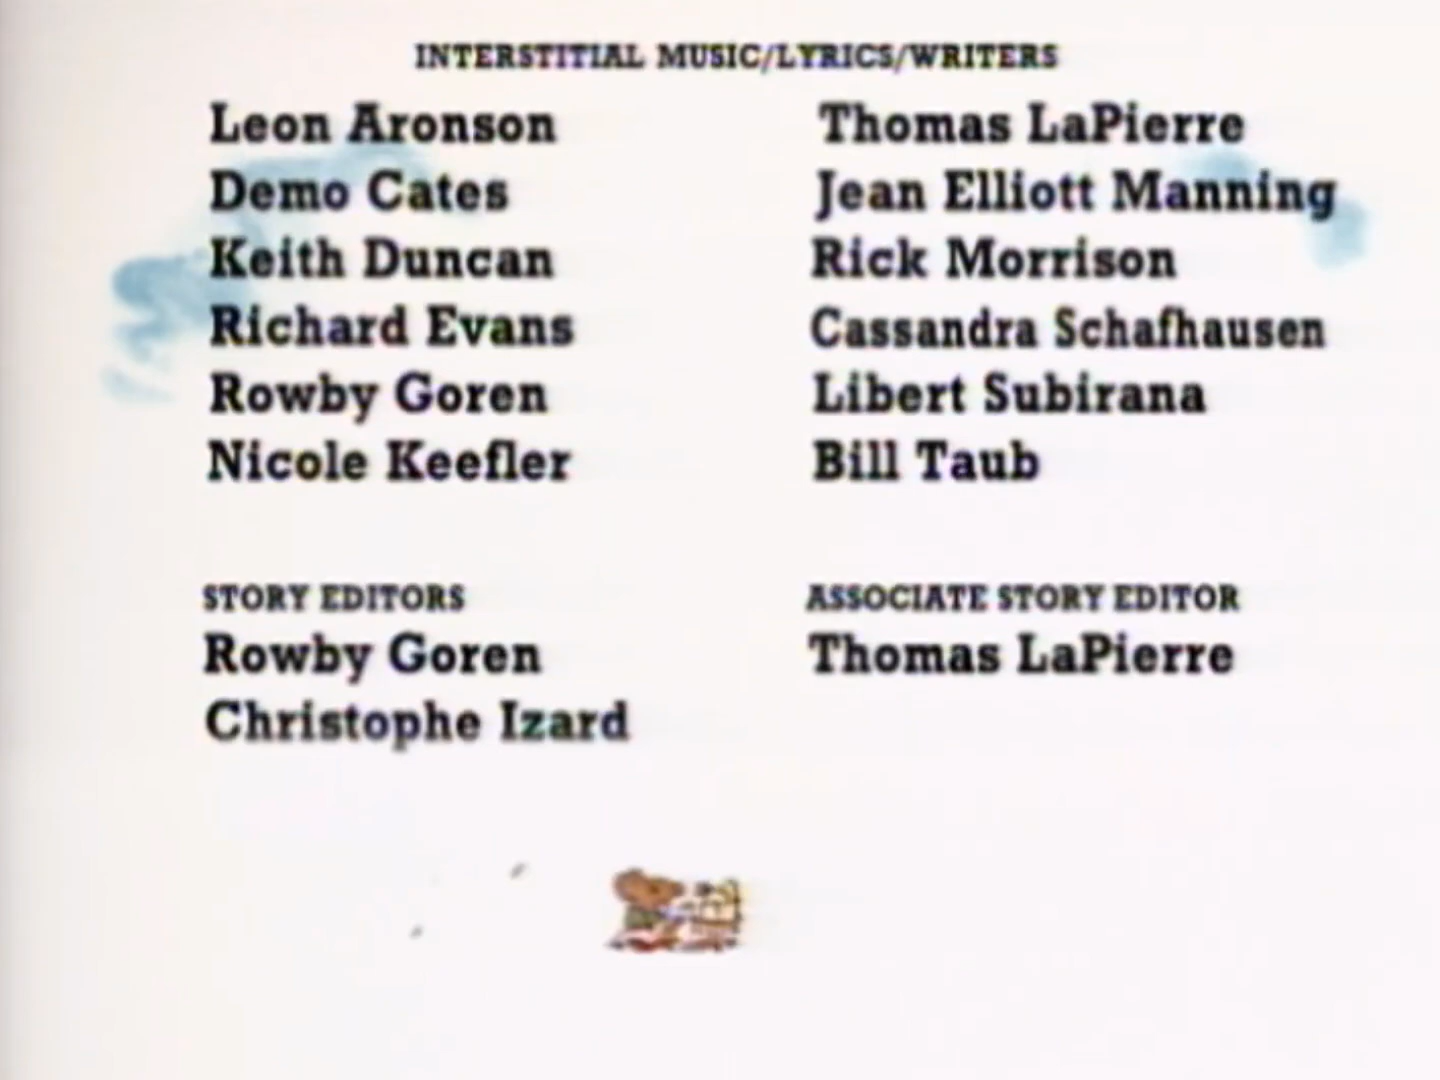 INTERSTITIAL MUSIC/LYRICS/WRITERS
Leon Aronson
Demo Cates
Keith Duncan
Richard Evans
Rowby Goren
Nicole Keefler
Thomas LaPierre
Jean Elliott Manning
Rick Morrison
Cassandra Schafhausen
Libert Subirana
Bill Taub
STORY EDITORS
Rowby Goren
Christophe Izard
ASSOCIATE STORY EDITOR
Thomas LaPierre